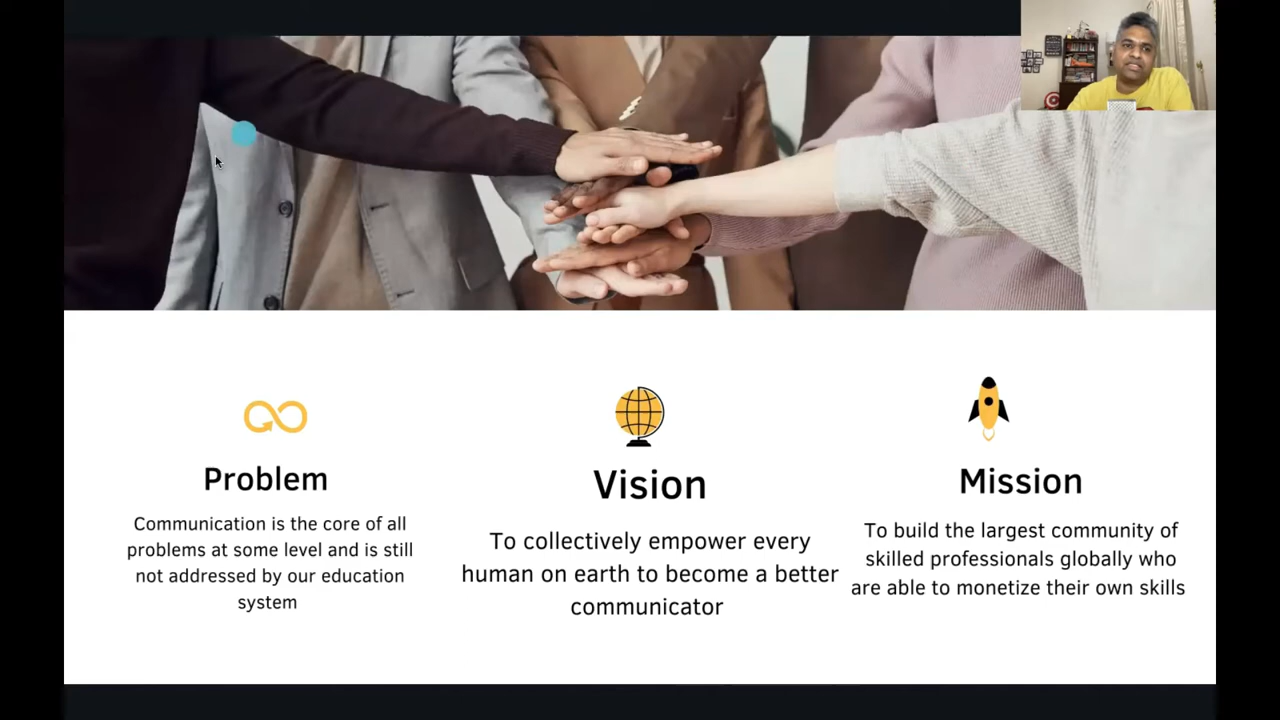 Problem
Communication is the core of all
problems at some level and is still
not addressed by our education
system
Vision
To collectively empower every
human on earth to become a better
communicator
Mission
To build the largest community of
skilled professionals globally who
are able to monetize their own skills